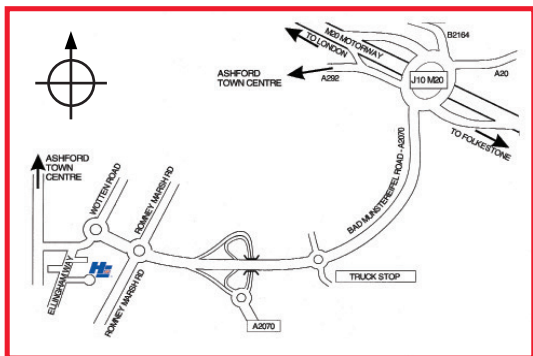 B2164
M20 MOTORWAY
TO LONDON
ASHFORD
TOWN CENTRE
A292
J10 M20
A20
TO FOLKESTONE
ASHFORD
TOWN
CENTRE
WOTTEN ROAD
ROMNEY MARSH RD
BAD MUNSTEREIFEL ROAD - A2070
ELLINGHAM WAY
HE
ROMNEY MARSH RD
TRUCK STOP
A2070